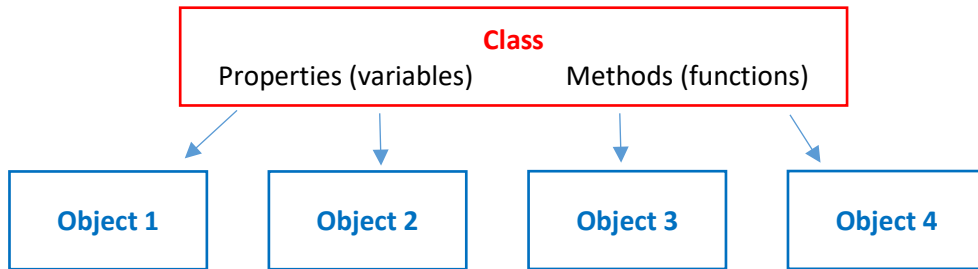 Class
Properties (variables) Methods (functions)
Object 1 Object 2 Object 3 Object 4